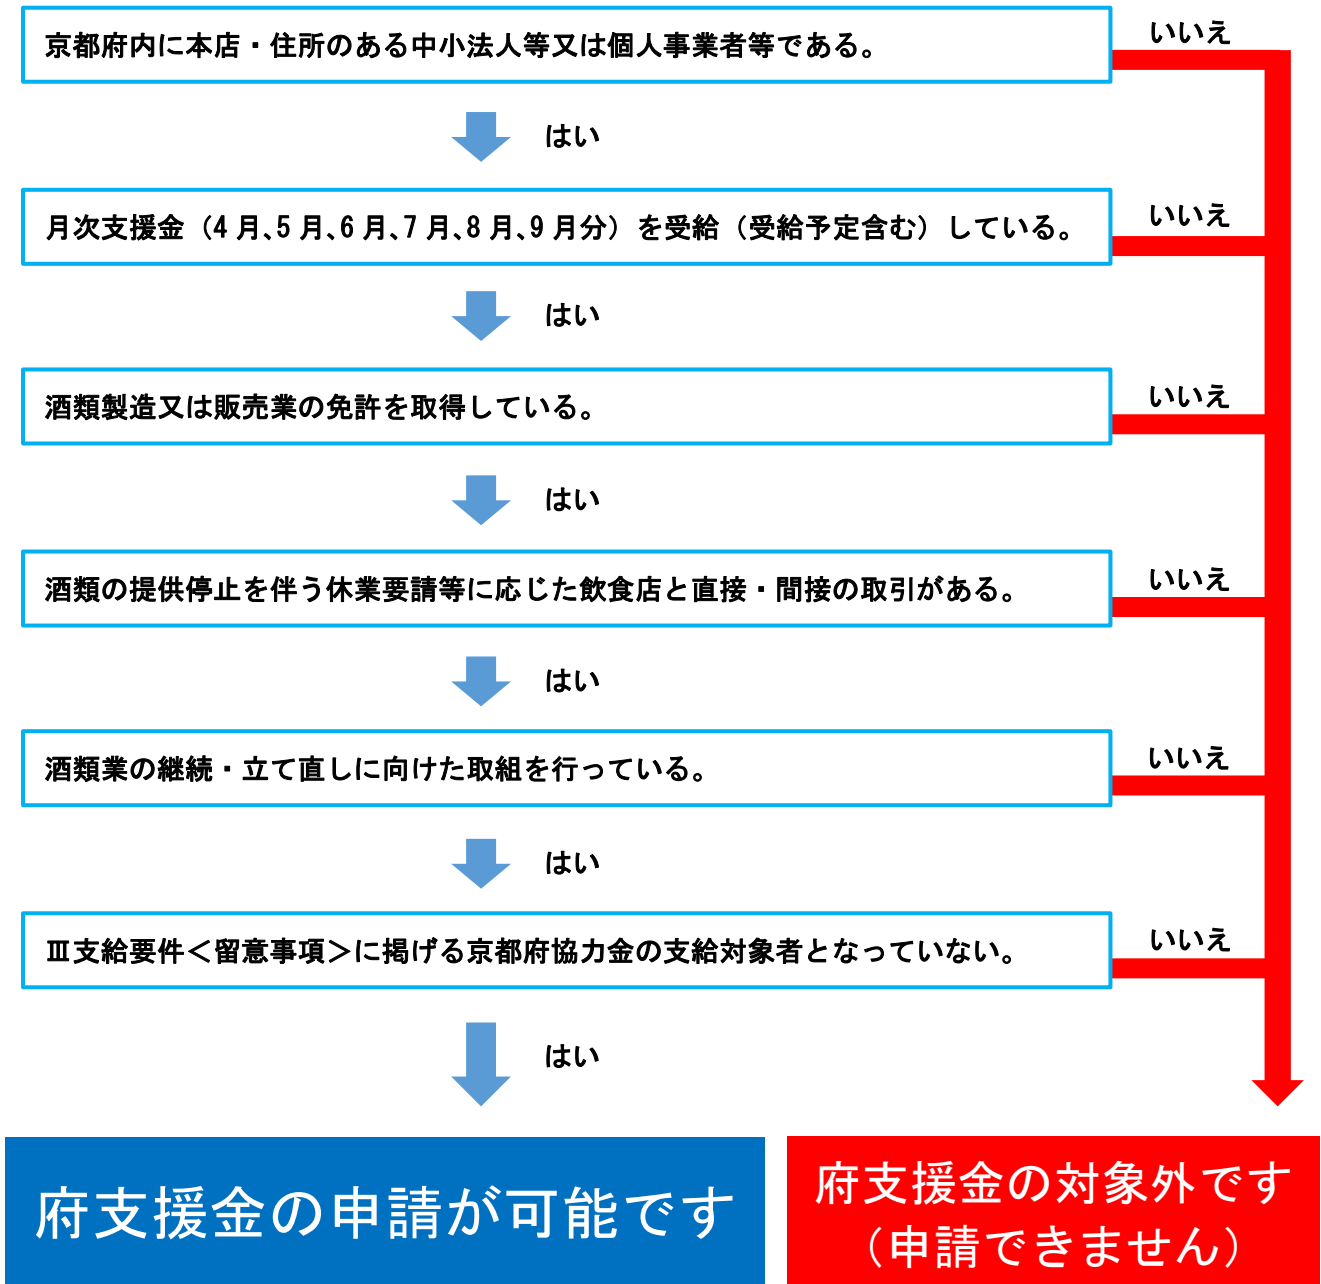 京都府内に本店・住所のある中小法人等又は個人事業者等である。
いいえ
はい
月次支援金（4月、5月、6月、7月、8月、9月分）を受給（受給予定含む）している。
いいえ
はい
酒類製造又は販売業の免許を取得している。
いいえ
はい
酒類の提供停止を伴う休業要請等に応じた飲食店と直接・間接の取引がある。
いいえ
はい
酒類業の継続・立て直しに向けた取組を行っている。
いいえ
はい
Ⅲ支給要件＜留意事項＞に掲げる京都府協力金の支給対象者となっていない。
いいえ
はい
府支援金の申請が可能です
府支援金の対象外です
（申請できません）